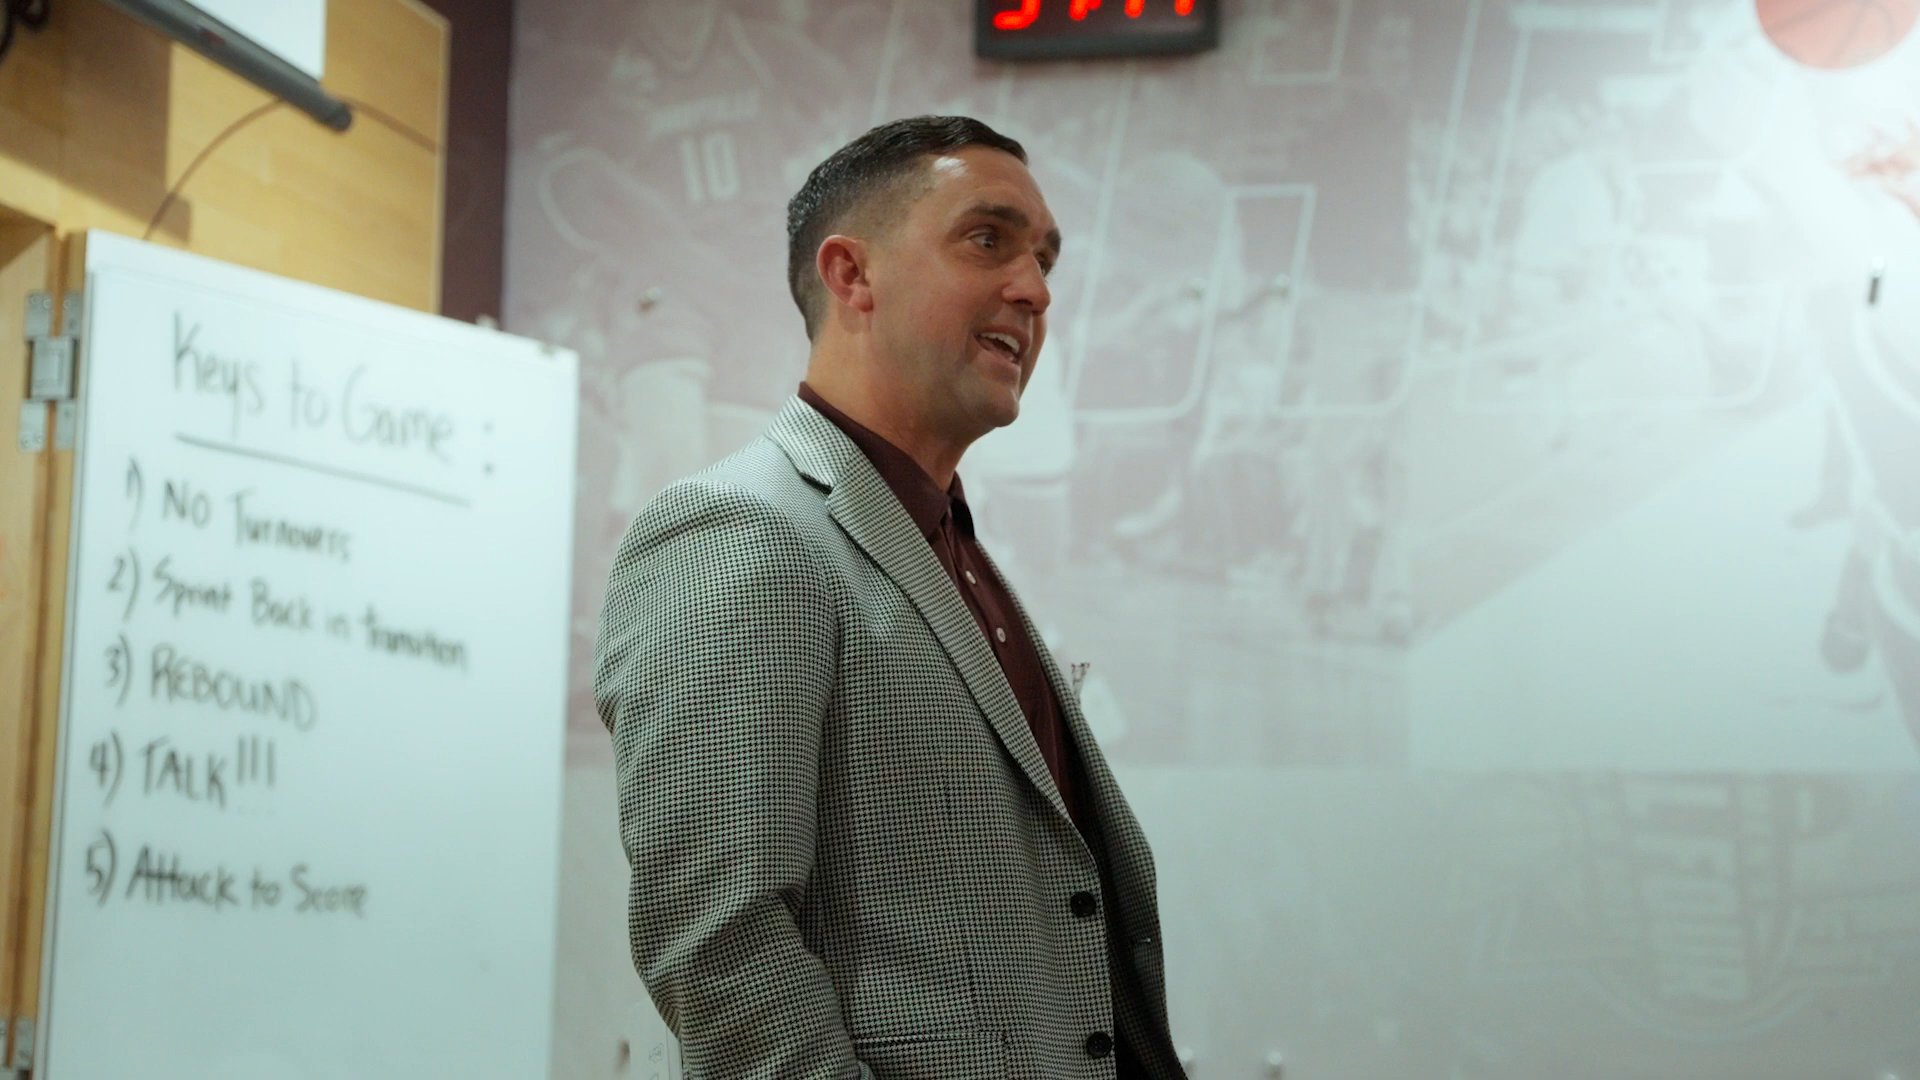 Keys to Game :
1) NO Turnovers
2) Sprint Back in transition
3) REBOUND
4) TALK!!!
5) Attack to Score
10